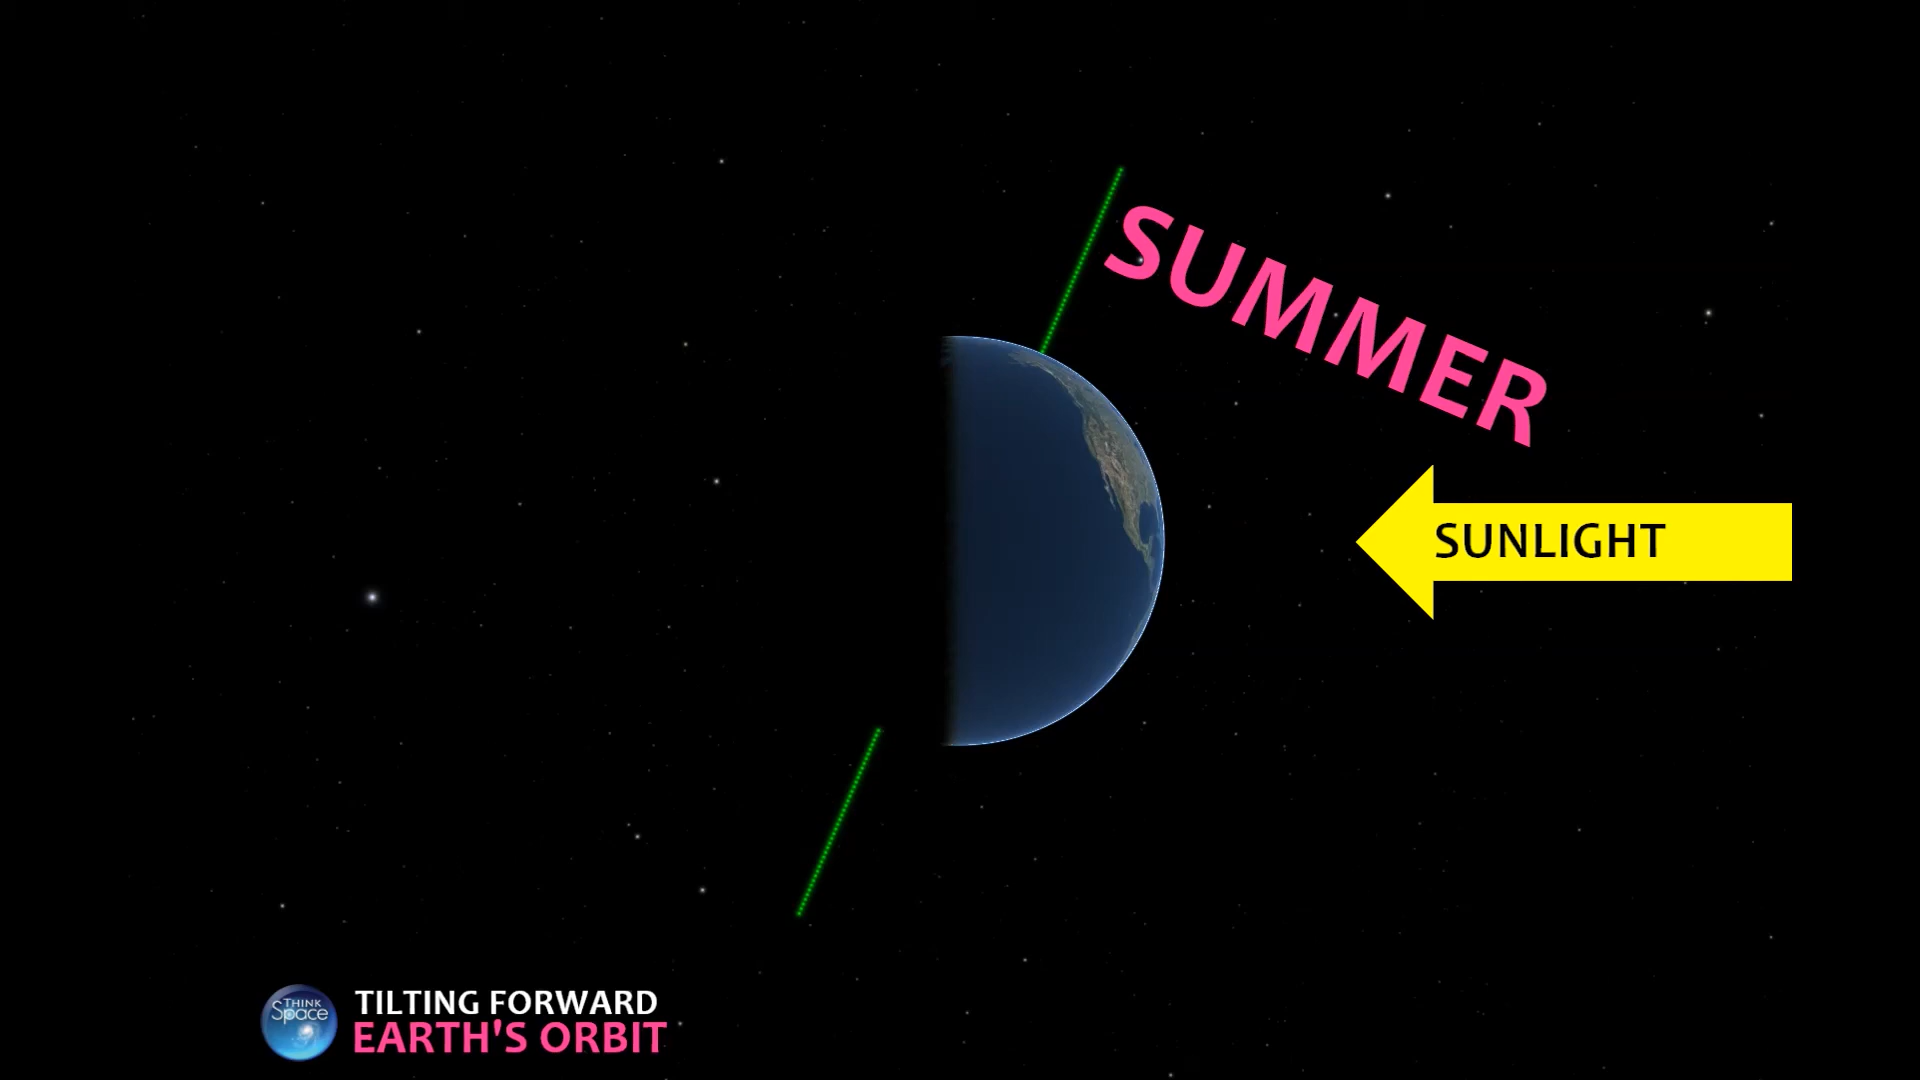 SUMMER
SUNLIGHT
THINK
Space
TILTING FORWARD
EARTH'S ORBIT